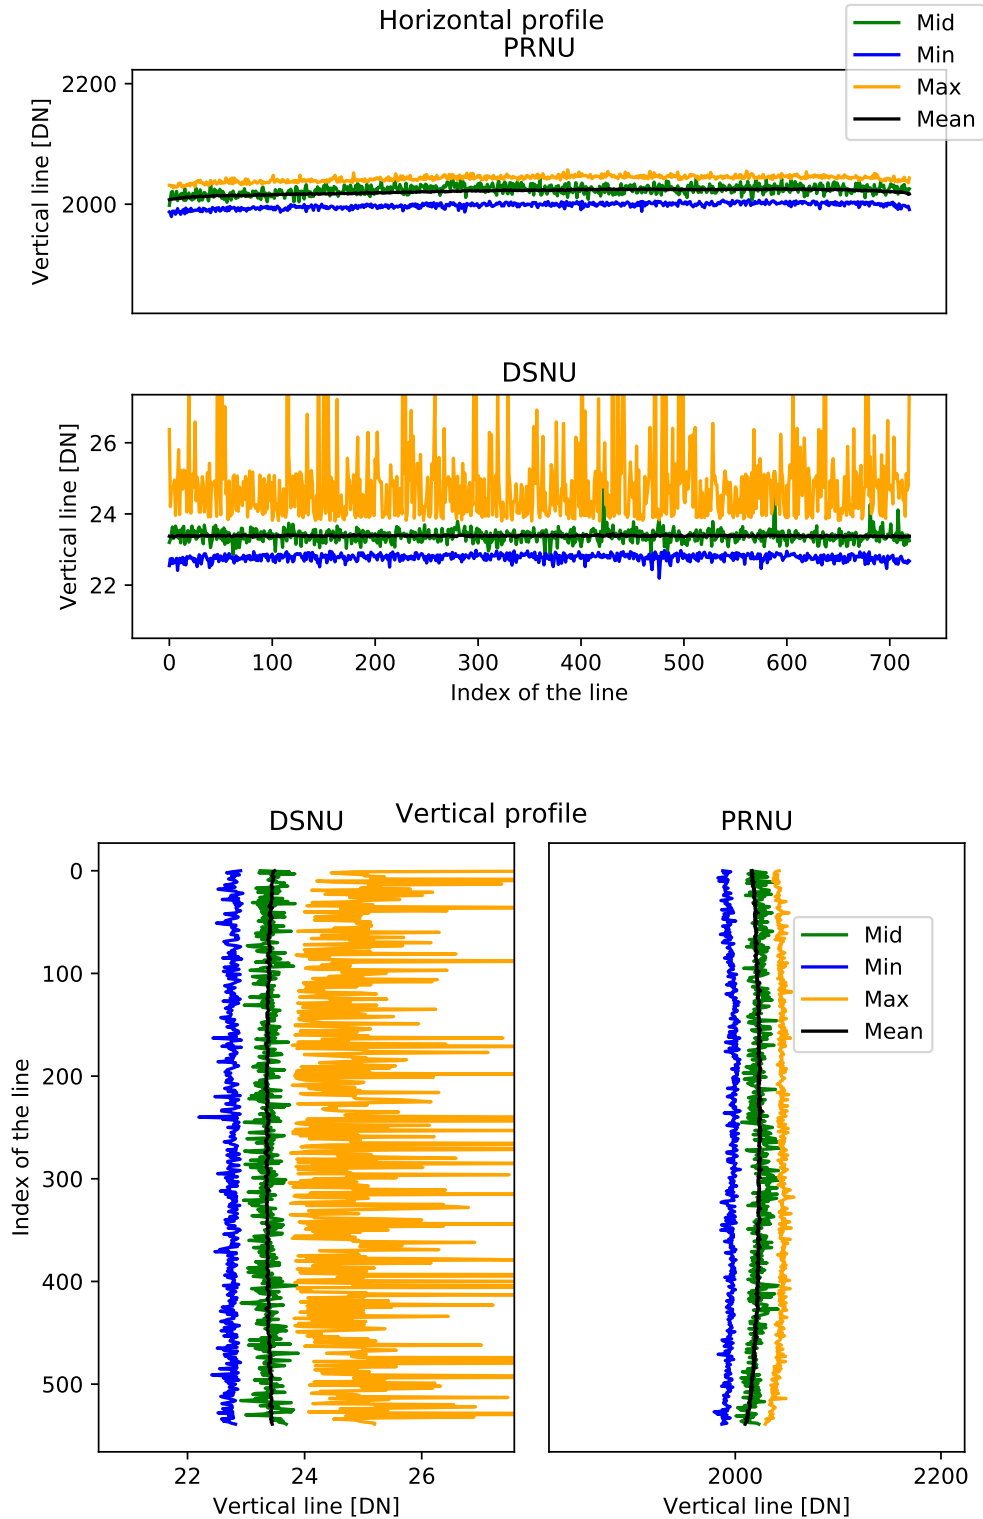 Horizontal profile
PRNU
Mid
Min
Max
Mean
2200
2000
Vertical line [DN]
DSNU
26
24
22
Vertical line [DN]
0 100 200 300 400 500 600 700
Index of the line
Vertical profile
DSNU
PRNU
0
100
200
300
400
500
Index of the line
Mid
Min
Max
Mean
22 24 26
2000 2200
Vertical line [DN]
Vertical line [DN]